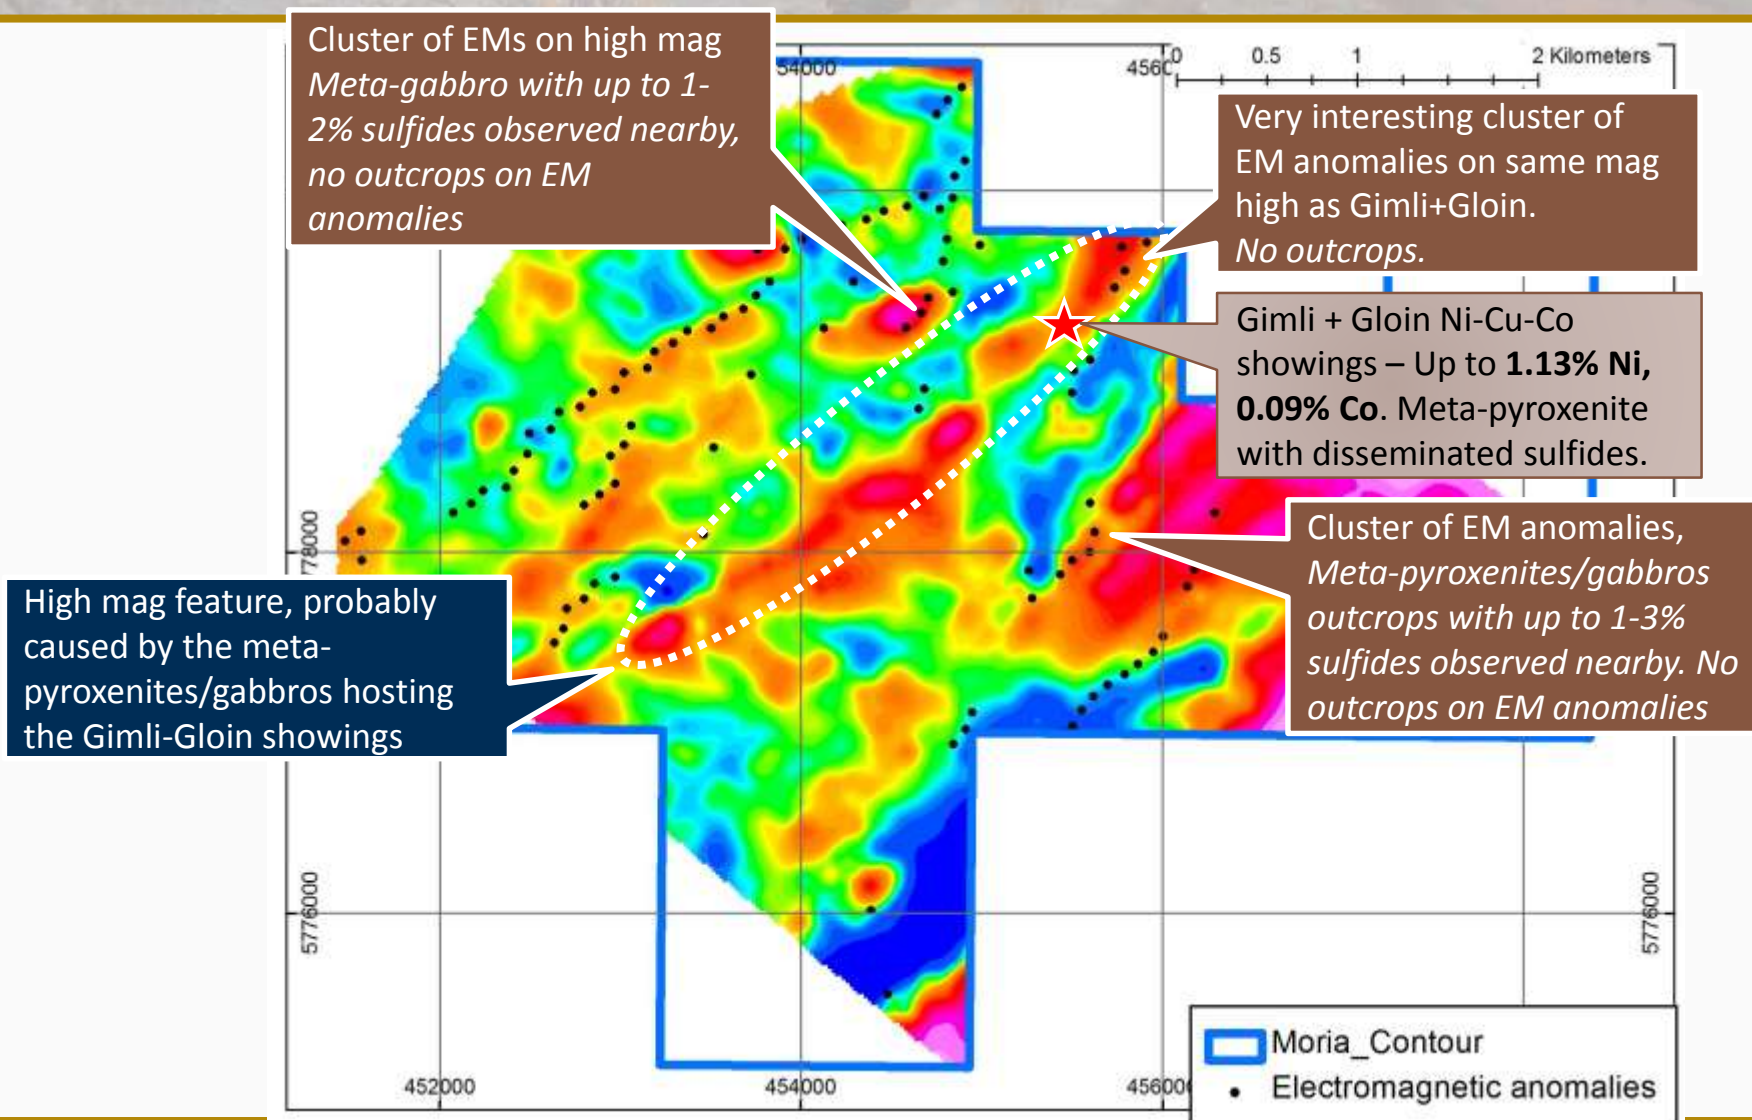 Cluster of EMs on high mag
Meta-gabbro with up to 1-
2% sulfides observed nearby,
no outcrops on EM
anomalies
54000
4560
0
0.5
1
2 Kilometers
Very interesting cluster of
EM anomalies on same mag
high as Gimli+Gloin.
No outcrops.
Gimli + Gloin Ni-Cu-Co
showings – Up to 1.13% Ni,
0.09% Co. Meta-pyroxenite
with disseminated sulfides.
Cluster of EM anomalies,
Meta-pyroxenites/gabbros
outcrops with up to 1-3%
sulfides observed nearby. No
outcrops on EM anomalies
78000
High mag feature, probably
caused by the meta-
pyroxenites/gabbros hosting
the Gimli-Gloin showings
5776000
5776000
452000
454000
456000
Moria_Contour
Electromagnetic anomalies